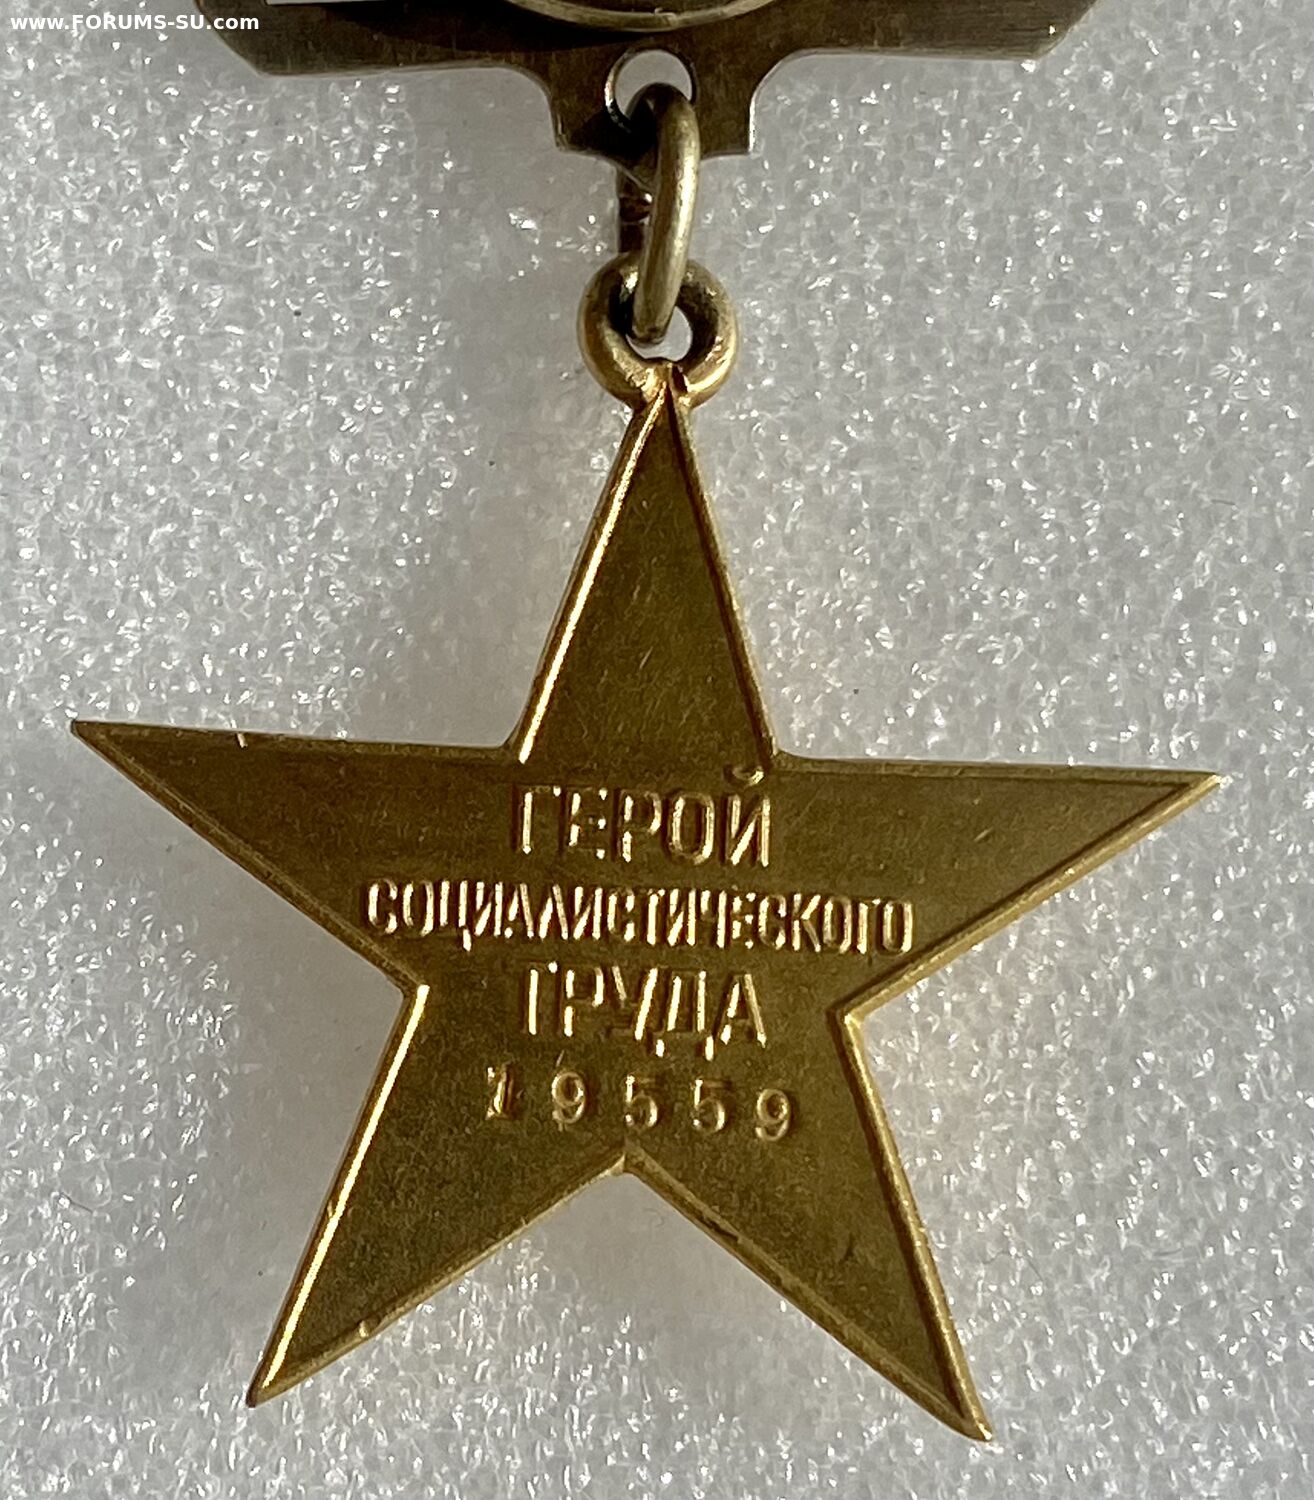 www.FORUMS-SU.com
ГЕРОЙ
СОЦИАЛИСТИЧЕСКОГО
ТРУДА
19559